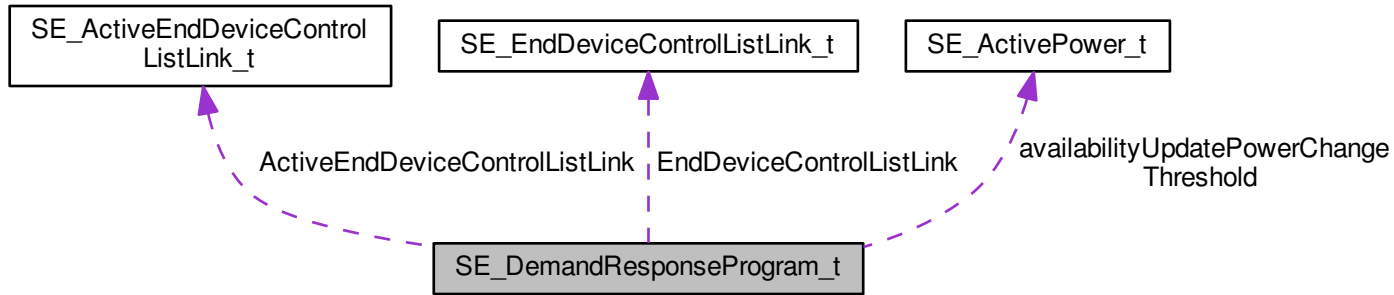 SE_ActiveEndDeviceControl
ListLink_t
SE_EndDeviceControlListLink_t
SE_ActivePower_t
ActiveEndDeviceControlListLink
EndDeviceControlListLink
availabilityUpdatePowerChange
Threshold
SE_DemandResponseProgram_t